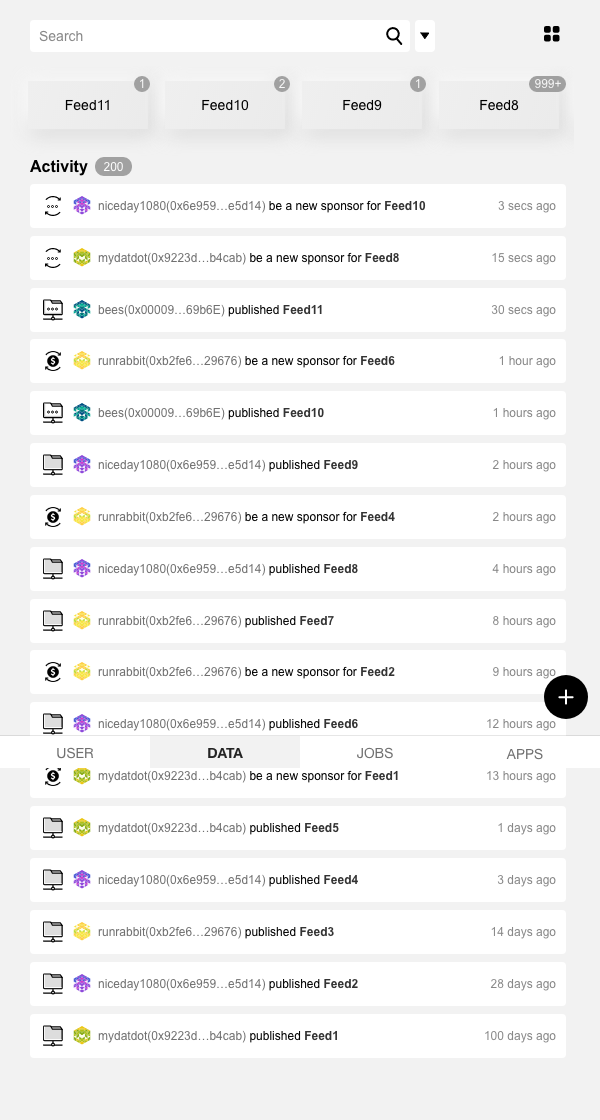 Search
1 2 1 999+
Feed11 Feed10 Feed9 Feed8
Activity 200
niceday1080(0x6e959…e5d14) be a new sponsor for Feed10 3 secs ago
mydatdot(0x9223d…b4cab) be a new sponsor for Feed8 15 secs ago
bees(0x00009…69b6E) published Feed11 30 secs ago
runrabbit(0xb2fe6…29676) be a new sponsor for Feed6 1 hour ago
bees(0x00009…69b6E) published Feed10 1 hours ago
niceday1080(0x6e959…e5d14) published Feed9 2 hours ago
runrabbit(0xb2fe6…29676) be a new sponsor for Feed4 2 hours ago
niceday1080(0x6e959…e5d14) published Feed8 4 hours ago
runrabbit(0xb2fe6…29676) published Feed7 8 hours ago
runrabbit(0xb2fe6…29676) be a new sponsor for Feed2 9 hours ago
niceday1080(0x6e959…e5d14) published Feed6 12 hours ago
USER DATA JOBS APPS
mydatdot(0x9223d…b4cab) be a new sponsor for Feed1 13 hours ago
mydatdot(0x9223d…b4cab) published Feed5 1 days ago
niceday1080(0x6e959…e5d14) published Feed4 3 days ago
runrabbit(0xb2fe6…29676) published Feed3 14 days ago
niceday1080(0x6e959…e5d14) published Feed2 28 days ago
mydatdot(0x9223d…b4cab) published Feed1 100 days ago